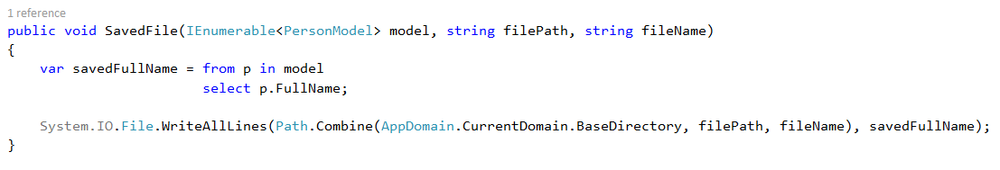 1 reference
public void SavedFile(IEnumerable<PersonModel> model, string filePath, string fileName)
{
    var savedFullName = from p in model
                        select p.FullName;

    System.IO.File.WriteAllLines(Path.Combine(AppDomain.CurrentDomain.BaseDirectory, filePath, fileName), savedFullName);
}